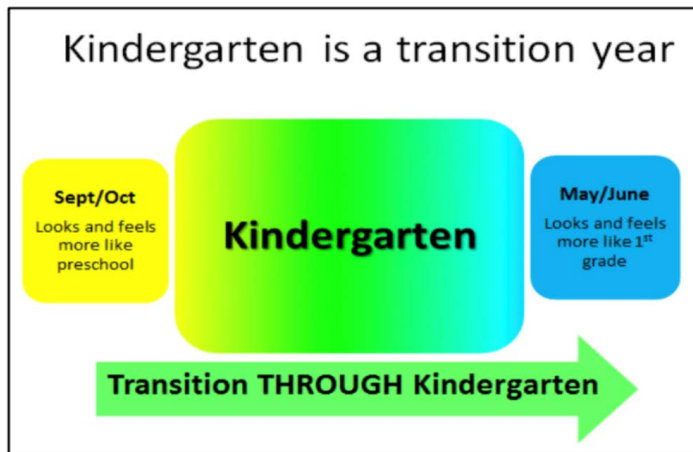 Kindergarten is a transition year
Sept/Oct
Looks and feels
more like
preschool
Kindergarten
May/June
Looks and feels
more like 1st
grade
Transition THROUGH Kindergarten